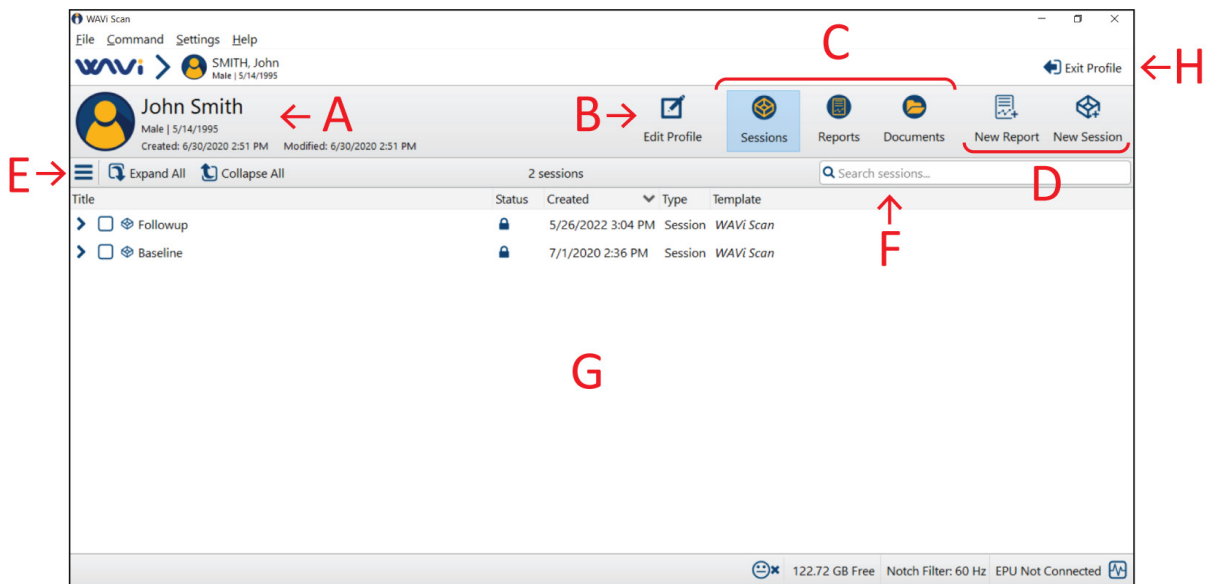 WAVi Scan
File Command Settings Help
C
wavi SMITH, John
Male | 5/14/1995
Exit Profile
H
John Smith
Male | 5/14/1995
Created: 6/30/2020 2:51 PM Modified: 6/30/2020 2:51 PM
A
B
Edit Profile
Sessions
Reports
Documents
New Report
New Session
D
E
Expand All Collapse All 2 sessions Search sessions...
F
Title Status Created Type Template
Followup 5/26/2022 3:04 PM Session WAVi Scan
Baseline 7/1/2020 2:36 PM Session WAVi Scan
G
122.72 GB Free Notch Filter: 60 Hz EPU Not Connected